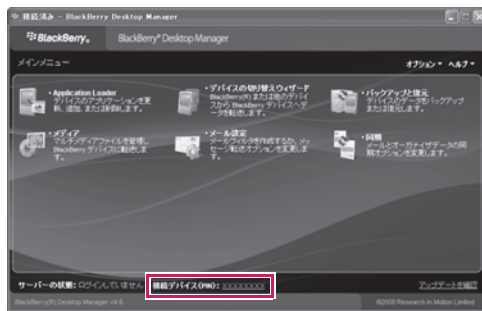 接続済み - BlackBerry Desktop Manager
BlackBerry® BlackBerry® Desktop Manager
メインメニュー オプション ヘルプ
Application Loader
デバイスのアプリケーションを更
新、追加、または削除します。
デバイスの切り替えウィザード
BlackBerry(R) または他のデバイ
スから BlackBerry デバイスへデ
ータを転送します。
バックアップと復元
デバイスのデータをバックアップ
または復元します。
メディア
マルチメディアファイルを管理し、
BlackBerry デバイスに転送しま
す。
メール設定
メールフィルタを作成するか、メッ
セージ転送オプションを変更しま
す。
同期
メールとオーガナイザデータの同
期オプションを変更します。
サーバーの状態: ログインしていません 接続デバイス(PIN): XXXXXXXX アップデートを確認
BlackBerry(R) Desktop Manager v4.6 ©2008 Research In Motion Limited